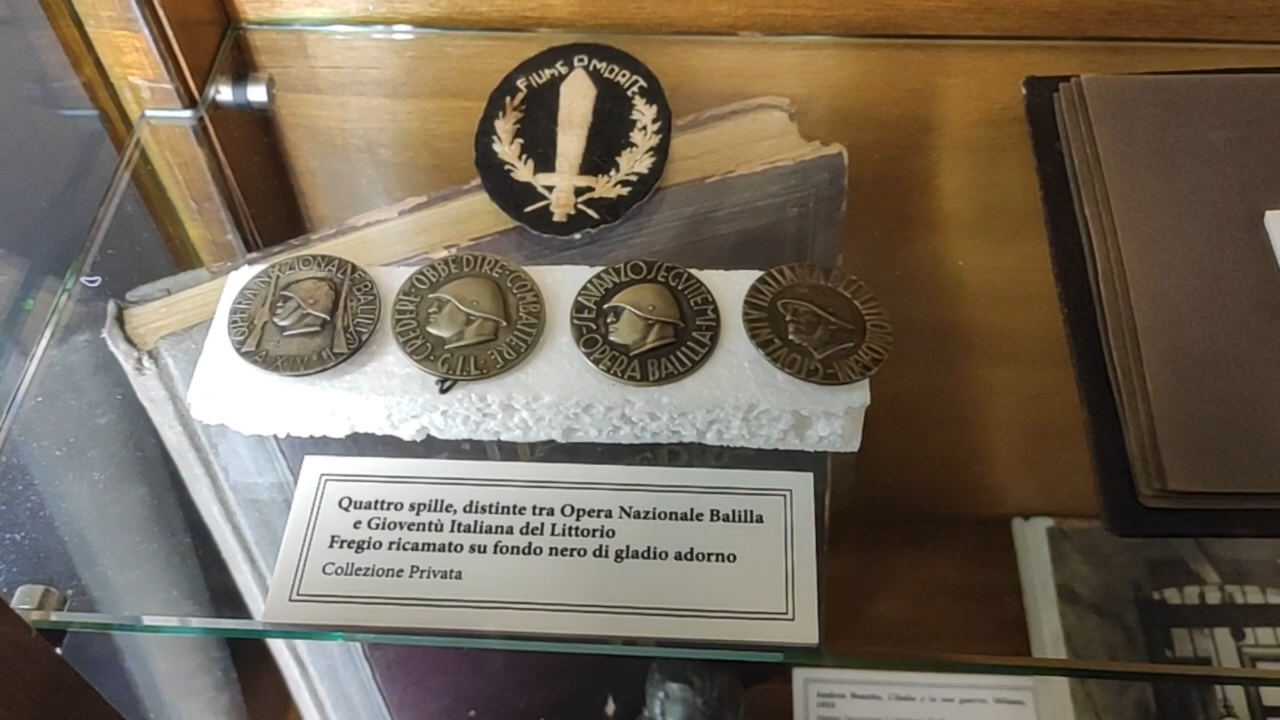 FIUME O MORTE
OPERA NAZIONALE BALILLA
A. XIV
CREDERE·OBBEDIRE·COMBATTERE
·G.I.L·
SE AVANZO SEGUITEMI
OPERA BALILLA
ITALIANA DEL LITTORIO
GIOVANI
Quattro spille, distinte tra Opera Nazionale Balilla
e Gioventù Italiana del Littorio
Fregio ricamato su fondo nero di gladio adorno
Collezione Privata